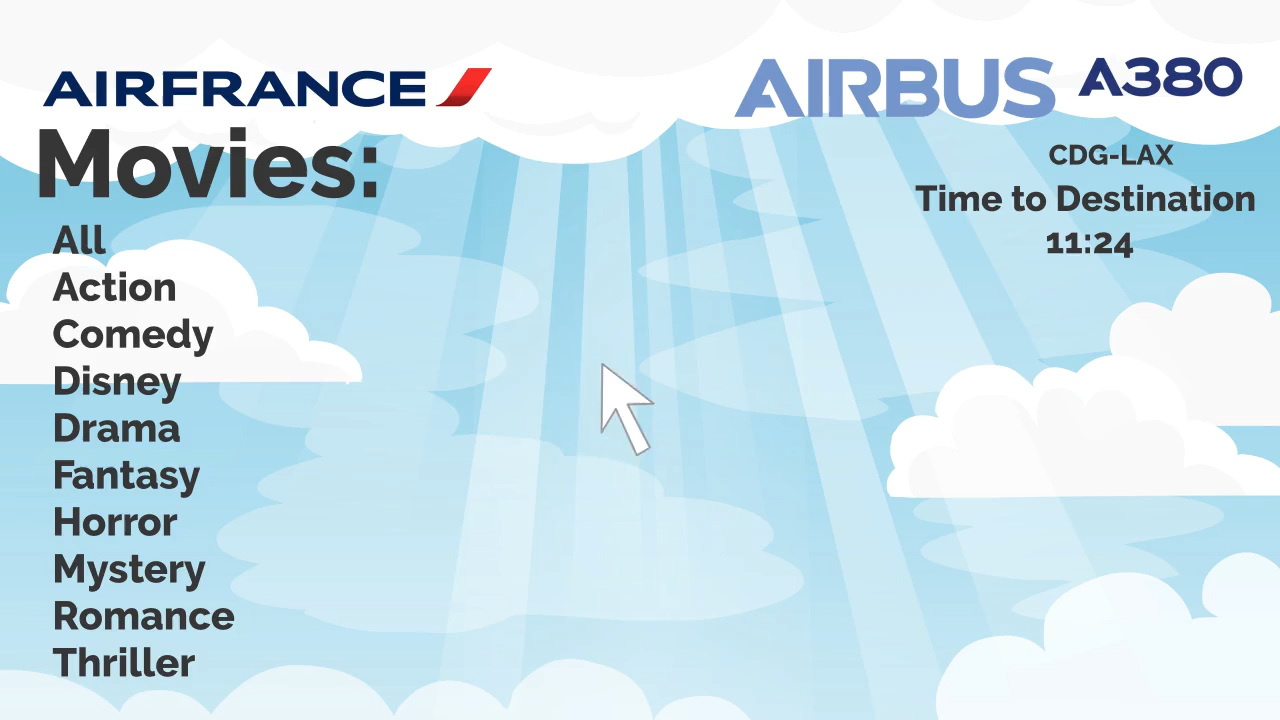 AIRFRANCE
AIRBUS A380
Movies:
CDG-LAX
Time to Destination
11:24
All
Action
Comedy
Disney
Drama
Fantasy
Horror
Mystery
Romance
Thriller